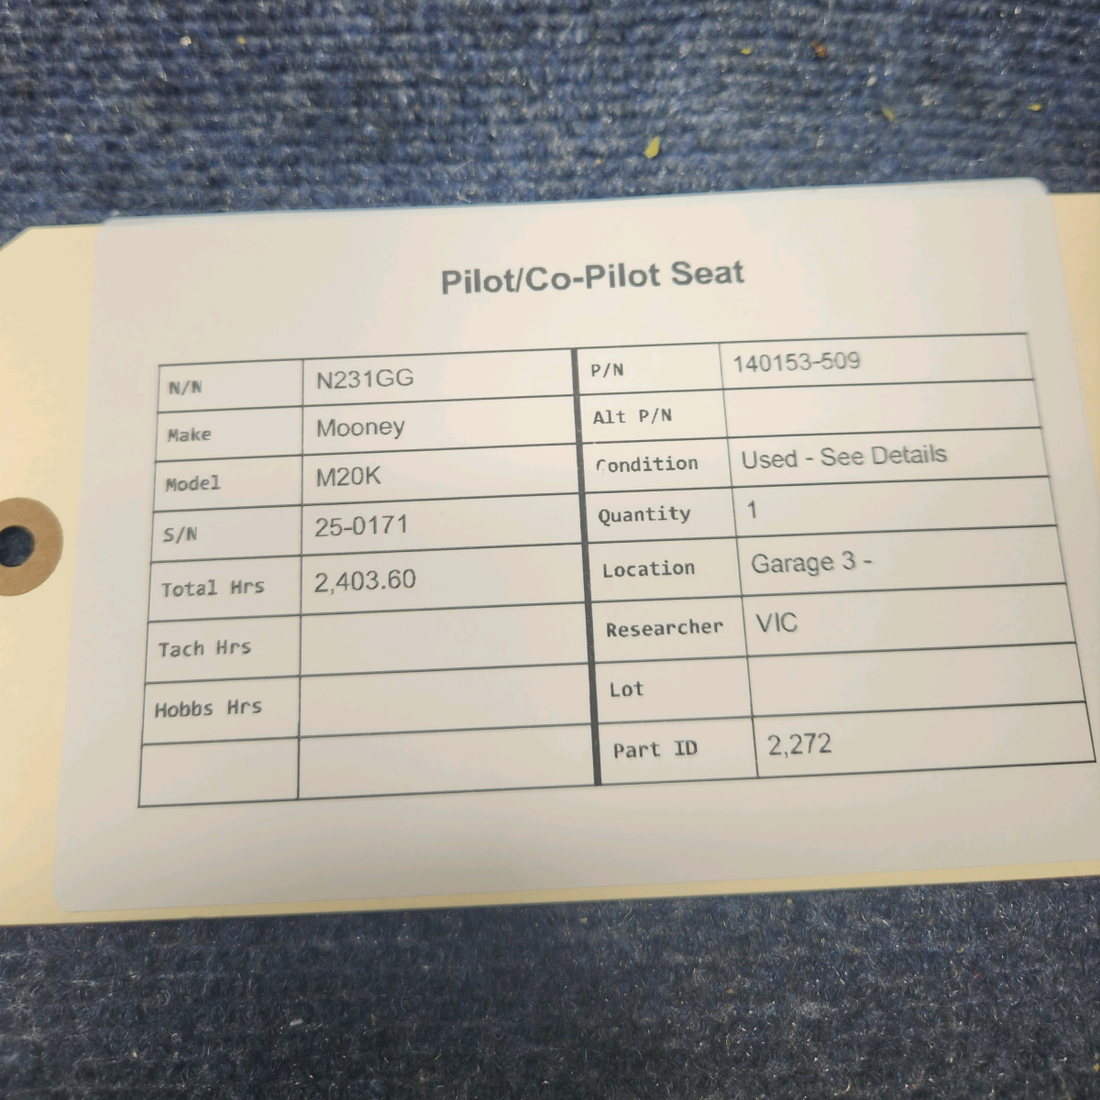 Pilot/Co-Pilot Seat
N/N N231GG P/N 140153-509
Make Mooney Alt P/N
Model M20K Condition Used - See Details
S/N 25-0171 Quantity 1
Total Hrs 2,403.60 Location Garage 3 -
Tach Hrs Researcher VIC
Hobbs Hrs Lot
Part ID 2,272